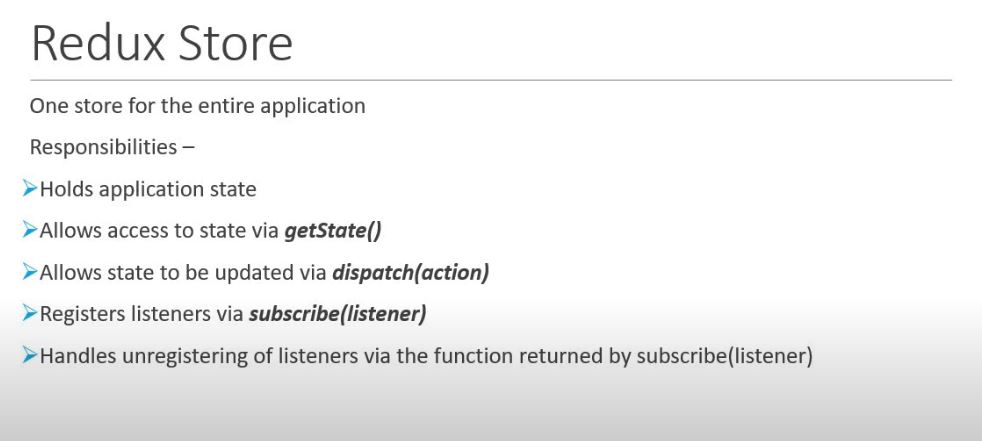 Redux Store
One store for the entire application
Responsibilities –
➢Holds application state
➢Allows access to state via getState()
➢Allows state to be updated via dispatch(action)
➢Registers listeners via subscribe(listener)
➢Handles unregistering of listeners via the function returned by subscribe(listener)